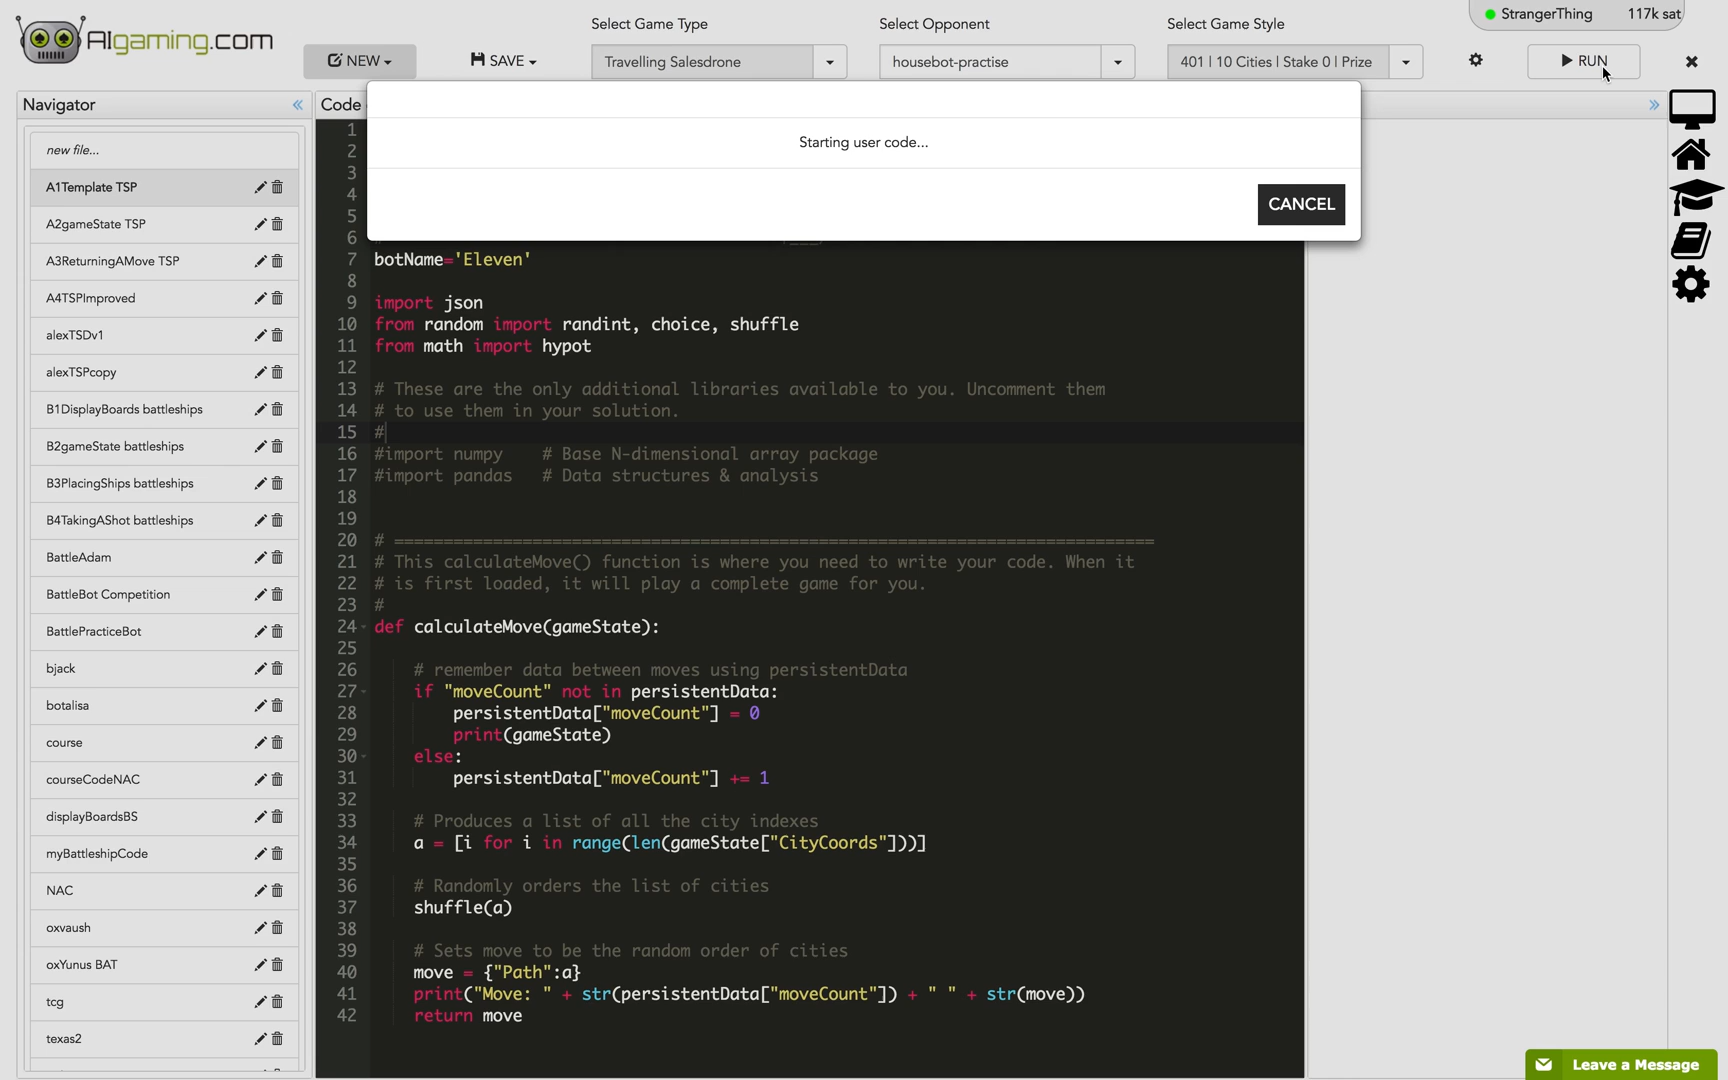 AIgaming.com
NEW
SAVE
Select Game Type
Travelling Salesdrone
Select Opponent
housebot-practise
Select Game Style
401 | 10 Cities | Stake 0 | Prize
StrangerThing 117k sat
RUN
Navigator
new file...
A1Template TSP
A2gameState TSP
A3ReturningAMove TSP
A4TSPImproved
alexTSDv1
alexTSPcopy
B1DisplayBoards battleships
B2gameState battleships
B3PlacingShips battleships
B4TakingAShot battleships
BattleAdam
BattleBot Competition
BattlePracticeBot
bjack
botalisa
course
courseCodeNAC
displayBoardsBS
myBattleshipCode
NAC
oxvaush
oxYunus BAT
tcg
texas2
Code
Starting user code...
CANCEL
1
2
3
4
5
6
7 botName='Eleven'
8
9 import json
10 from random import randint, choice, shuffle
11 from math import hypot
12
13 # These are the only additional libraries available to you. Uncomment them
14 # to use them in your solution.
15 #
16 #import numpy # Base N-dimensional array package
17 #import pandas # Data structures & analysis
18
19
20 # =============================================================================
21 # This calculateMove() function is where you need to write your code. When it
22 # is first loaded, it will play a complete game for you.
23 #
24 def calculateMove(gameState):
25
26 # remember data between moves using persistentData
27 if "moveCount" not in persistentData:
28 persistentData["moveCount"] = 0
29 print(gameState)
30 else:
31 persistentData["moveCount"] += 1
32
33 # Produces a list of all the city indexes
34 a = [i for i in range(len(gameState["CityCoords"]))]
35
36 # Randomly orders the list of cities
37 shuffle(a)
38
39 # Sets move to be the random order of cities
40 move = {"Path":a}
41 print("Move: " + str(persistentData["moveCount"]) + " " + str(move))
42 return move
Leave a Message